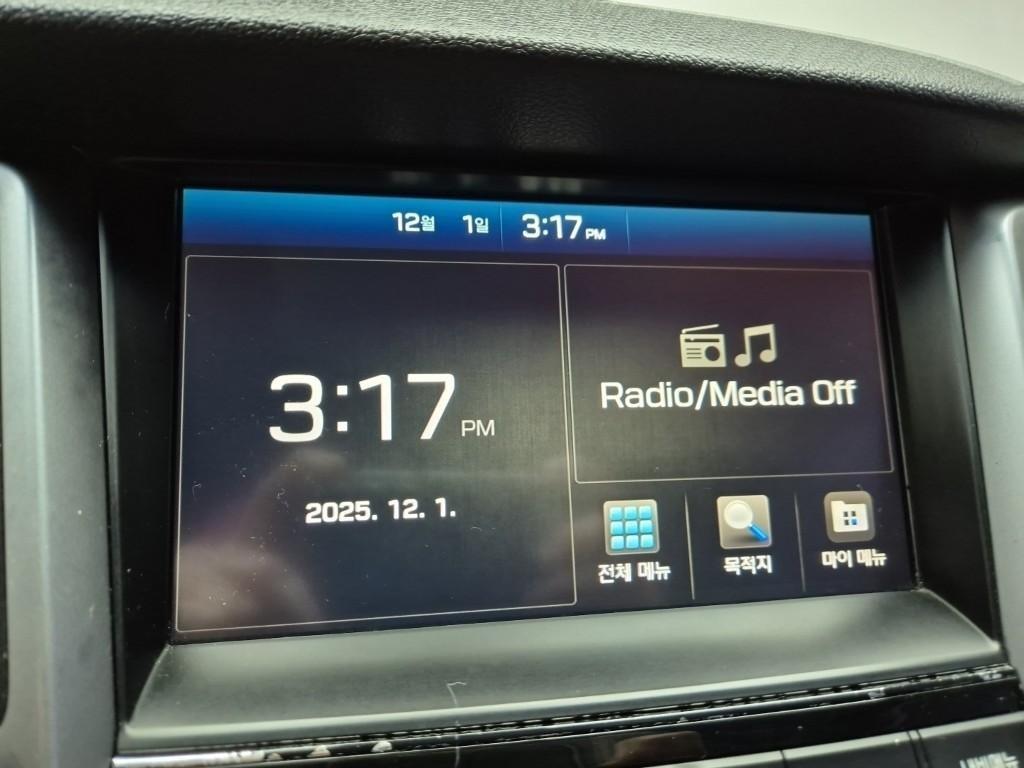 12월 1일 3:17 PM
3:17 PM
2025. 12. 1.
Radio/Media Off
전체 메뉴 목적지 마이 메뉴